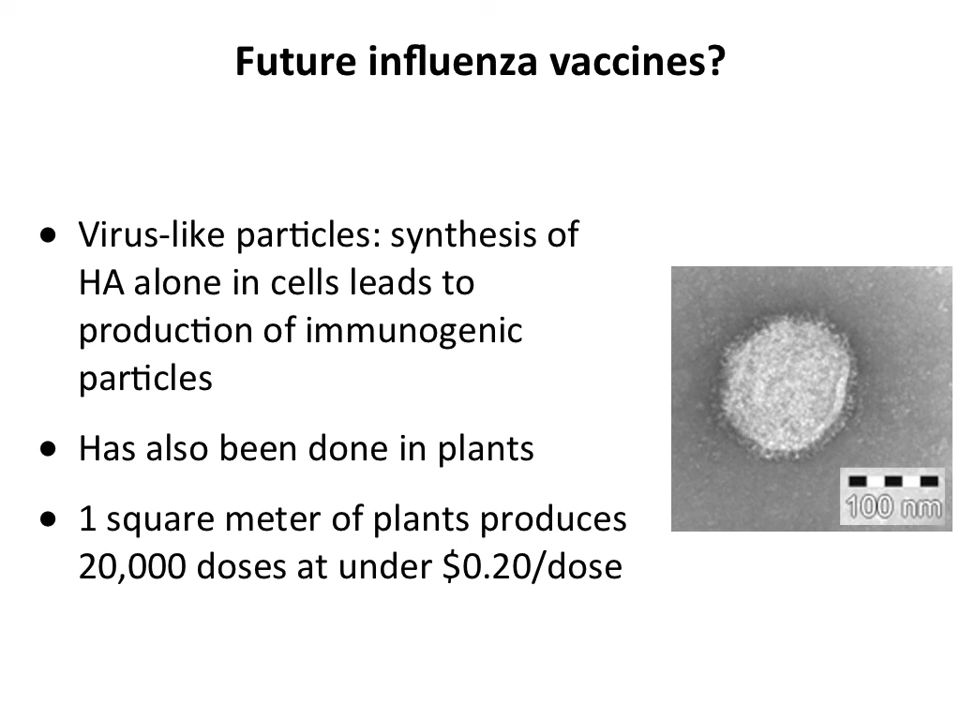 Future influenza vaccines?
● Virus-like particles: synthesis of
HA alone in cells leads to
production of immunogenic
particles
● Has also been done in plants
● 1 square meter of plants produces
20,000 doses at under $0.20/dose
100 nm